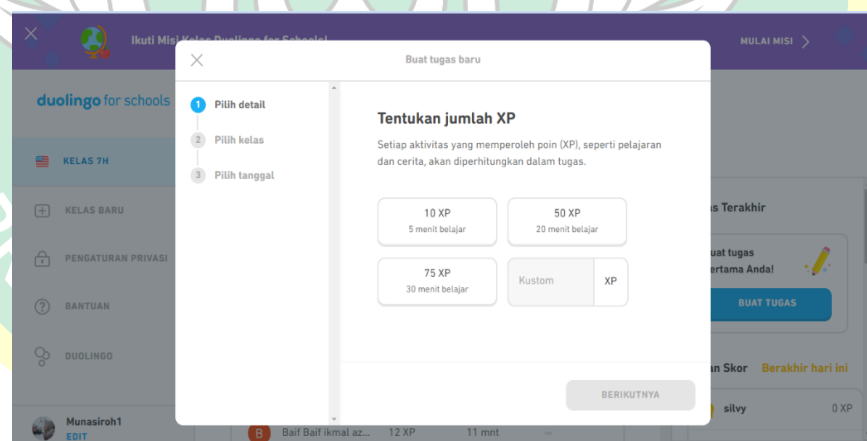 Ikuti Misi Kelas Duolingo for Schools!
MULAI MISI
Buat tugas baru
duolingo for schools
KELAS 7H
KELAS BARU
PENGATURAN PRIVASI
BANTUAN
DUOLINGO
Munasiroh1
EDIT
1 Pilih detail
2 Pilih kelas
3 Pilih tanggal
Tentukan jumlah XP
Setiap aktivitas yang memperoleh poin (XP), seperti pelajaran
dan cerita, akan diperhitungkan dalam tugas.
10 XP
5 menit belajar
50 XP
20 menit belajar
75 XP
30 menit belajar
Kustom XP
BERIKUTNYA
Terakhir
tugas
Anda!
BUAT TUGAS
Skor Berakhir hari ini
silvy 0 XP
B Baif Baif ikmal az... 12 XP 11 mnt